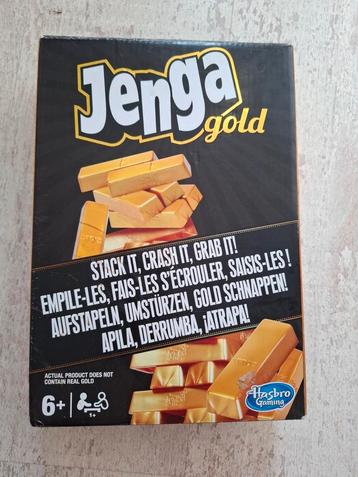 Jenga
gold
STACK IT, CRASH IT, GRAB IT!
EMPILE-LES, FAIS-LES S'ÉCROULER, SAISIS-LES !
AUFSTAPELN, UMSTÜRZEN, GOLD SCHNAPPEN!
APILA, DERRUMBA, ¡ATRAPA!
ACTUAL PRODUCT DOES NOT
CONTAIN REAL GOLD
6+
1+
Hasbro
Gaming